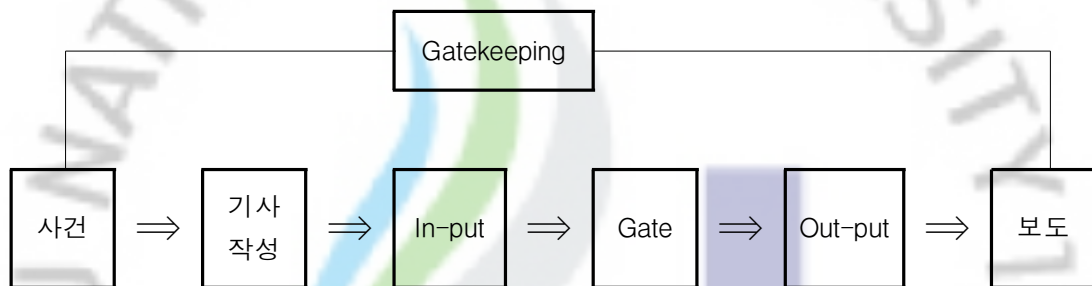 Gatekeeping
사건
기사
작성
In-put
Gate
Out-put
보도
⇒ ⇒ ⇒ ⇒ ⇒